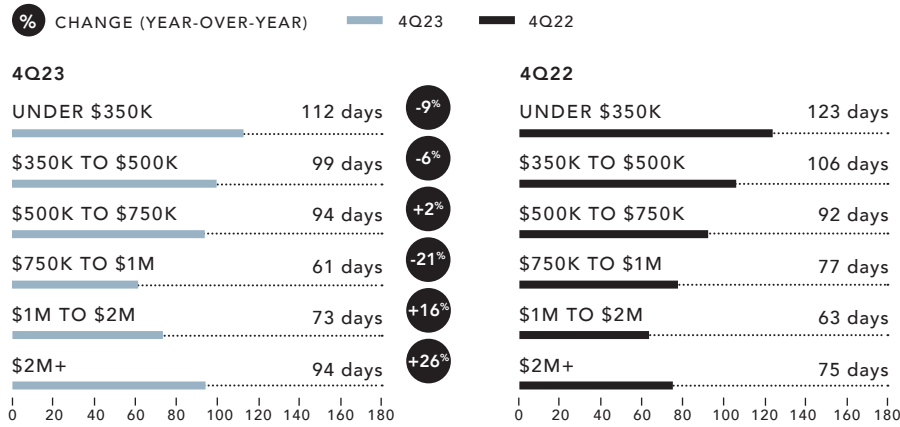 % CHANGE (YEAR-OVER-YEAR) 4Q23 4Q22
4Q23
UNDER $350K 112 days -9%
$350K TO $500K 99 days -6%
$500K TO $750K 94 days +2%
$750K TO $1M 61 days -21%
$1M TO $2M 73 days +16%
$2M+ 94 days +26%
0 20 40 60 80 100 120 140 160 180
4Q22
UNDER $350K 123 days
$350K TO $500K 106 days
$500K TO $750K 92 days
$750K TO $1M 77 days
$1M TO $2M 63 days
$2M+ 75 days
0 20 40 60 80 100 120 140 160 180